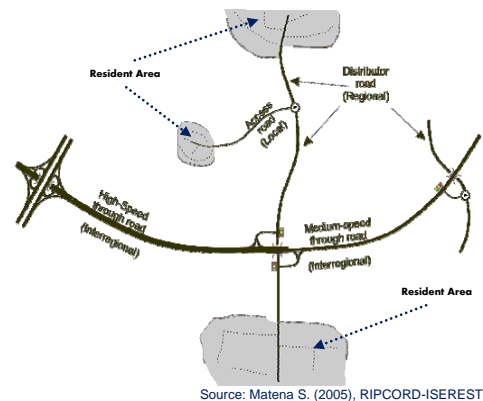 Resident Area
Distributor
road
(Regional)
Access
road
(Local)
High-Speed
through road
(Interregional)
Medium-speed
through road
(Interregional)
Resident Area
Source: Matena S. (2005), RIPCORD-ISEREST